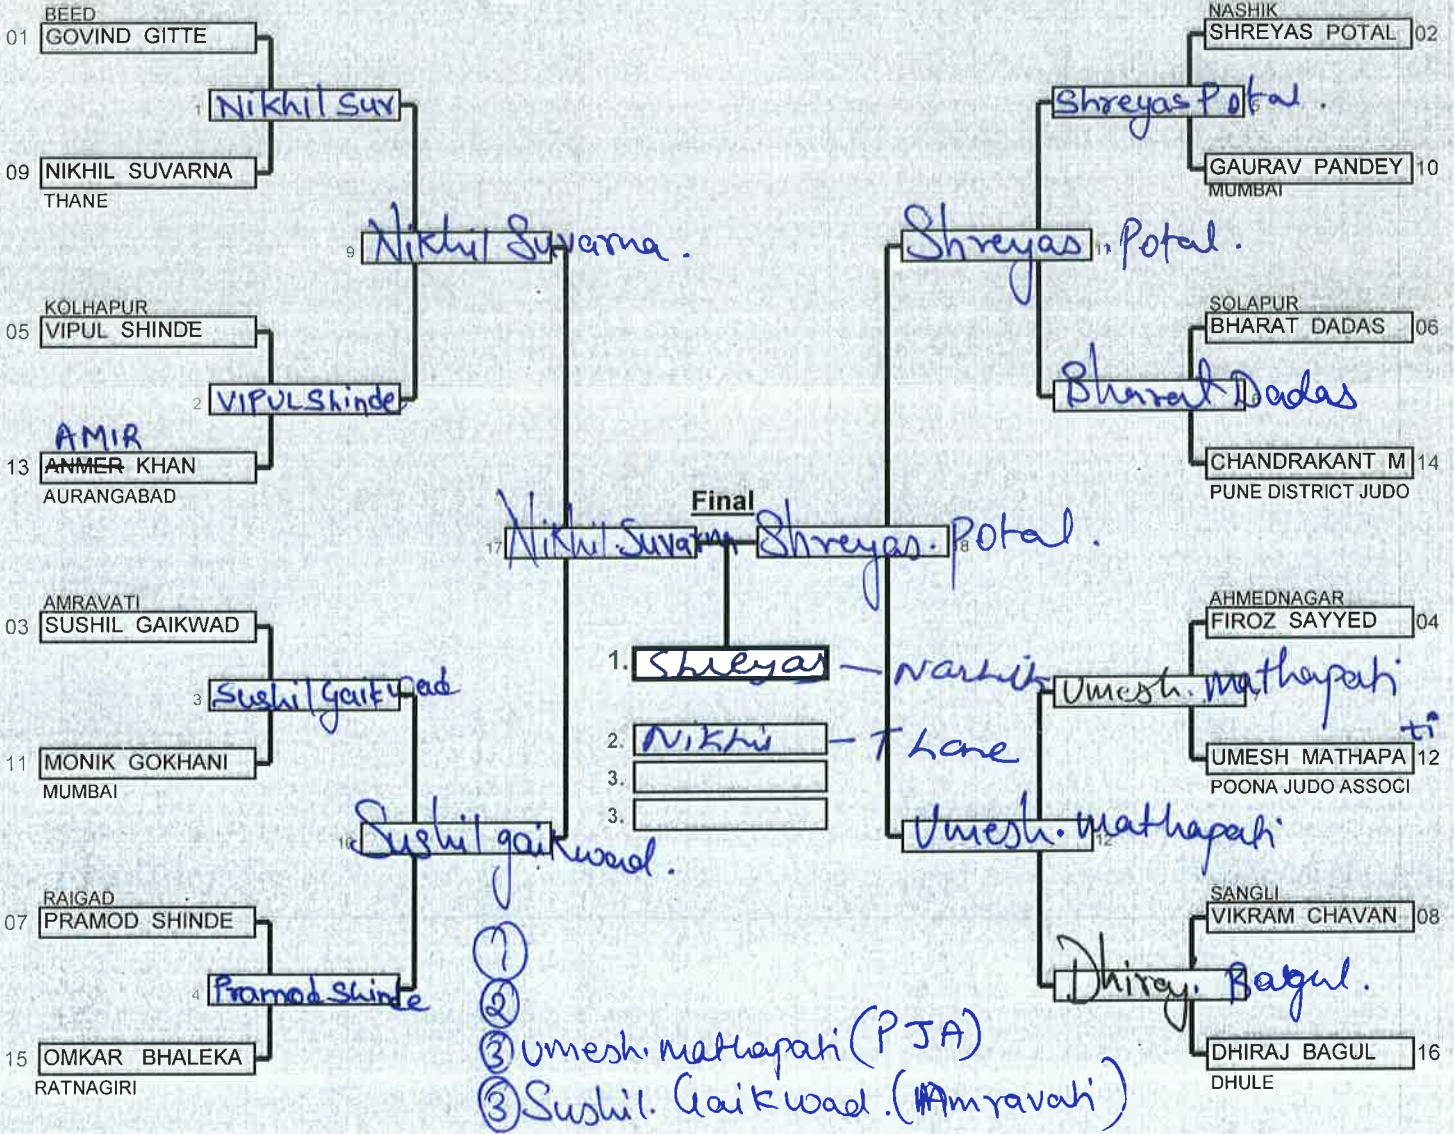 BEED
01 GOVIND GITTE
1 Nikhil Suv
09 NIKHIL SUVARNA
THANE
9 Nikhil Suvarna.
KOLHAPUR
05 VIPUL SHINDE
2 VIPUL Shinde
AMIR
13 ANMER KHAN
AURANGABAD
17 Nikhil Suvarna
AMRAVATI
03 SUSHIL GAIKWAD
3 Sushil Gaikwad
11 MONIK GOKHANI
MUMBAI
10 Sushil gaikwad.
RAIGAD
07 PRAMOD SHINDE
4 Pramod Shinde
15 OMKAR BHALEKA
RATNAGIRI
Final
1. Shreyas - Nashik
2. Nikhil - Thane
3.
3.
① 
②
③ Umesh. mathapati (PJA)
③ Sushil. Gaikwad. (Amravati)
NASHIK
SHREYAS POTAL 02
Shreyas Potal.
GAURAV PANDEY 10
MUMBAI
Shreyas Potal. 11
SOLAPUR
BHARAT DADAS 06
Bharat Dadas
CHANDRAKANT M 14
PUNE DISTRICT JUDO
Shreyas. Potal. 18
AHMEDNAGAR
FIROZ SAYYED 04
Umesh. mathapati
ti
UMESH MATHAPA 12
POONA JUDO ASSOCI
Umesh. mathapati 12
SANGLI
VIKRAM CHAVAN 08
Dhiraj. Bagul.
DHIRAJ BAGUL 16
DHULE